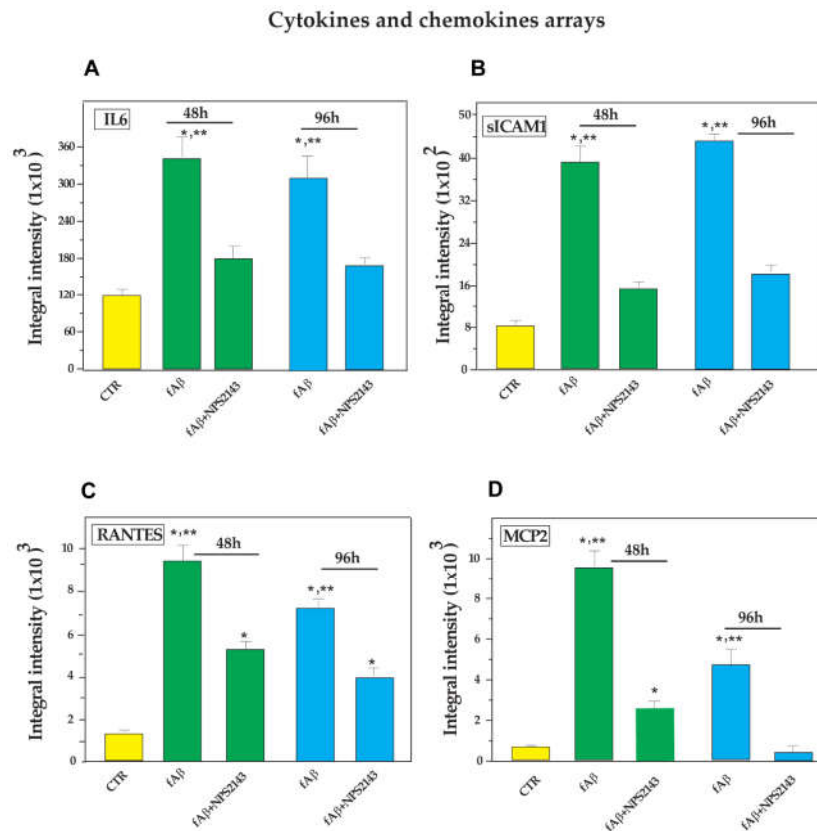 Cytokines and chemokines arrays
A
IL6
48h
96h
*,**
*,**
Integral intensity (1x10 3)
360
300
240
180
120
60
0
CTR
fAβ
fAβ+NPS2143
fAβ
fAβ+NPS2143
B
sICAM1
48h
96h
*,**
*,**
Integral intensity (1x10 2)
50
40
24
16
8
0
CTR
fAβ
fAβ+NPS2143
fAβ
fAβ+NPS2143
C
RANTES
48h
96h
*,**
*
*,**
*
Integral intensity (1x10 3)
10
8
6
4
2
0
CTR
fAβ
fAβ+NPS2143
fAβ
fAβ+NPS2143
D
MCP2
48h
96h
*,**
*
*,**
Integral intensity (1x10 3)
10
8
6
4
2
0
CTR
fAβ
fAβ+NPS2143
fAβ
fAβ+NPS2143